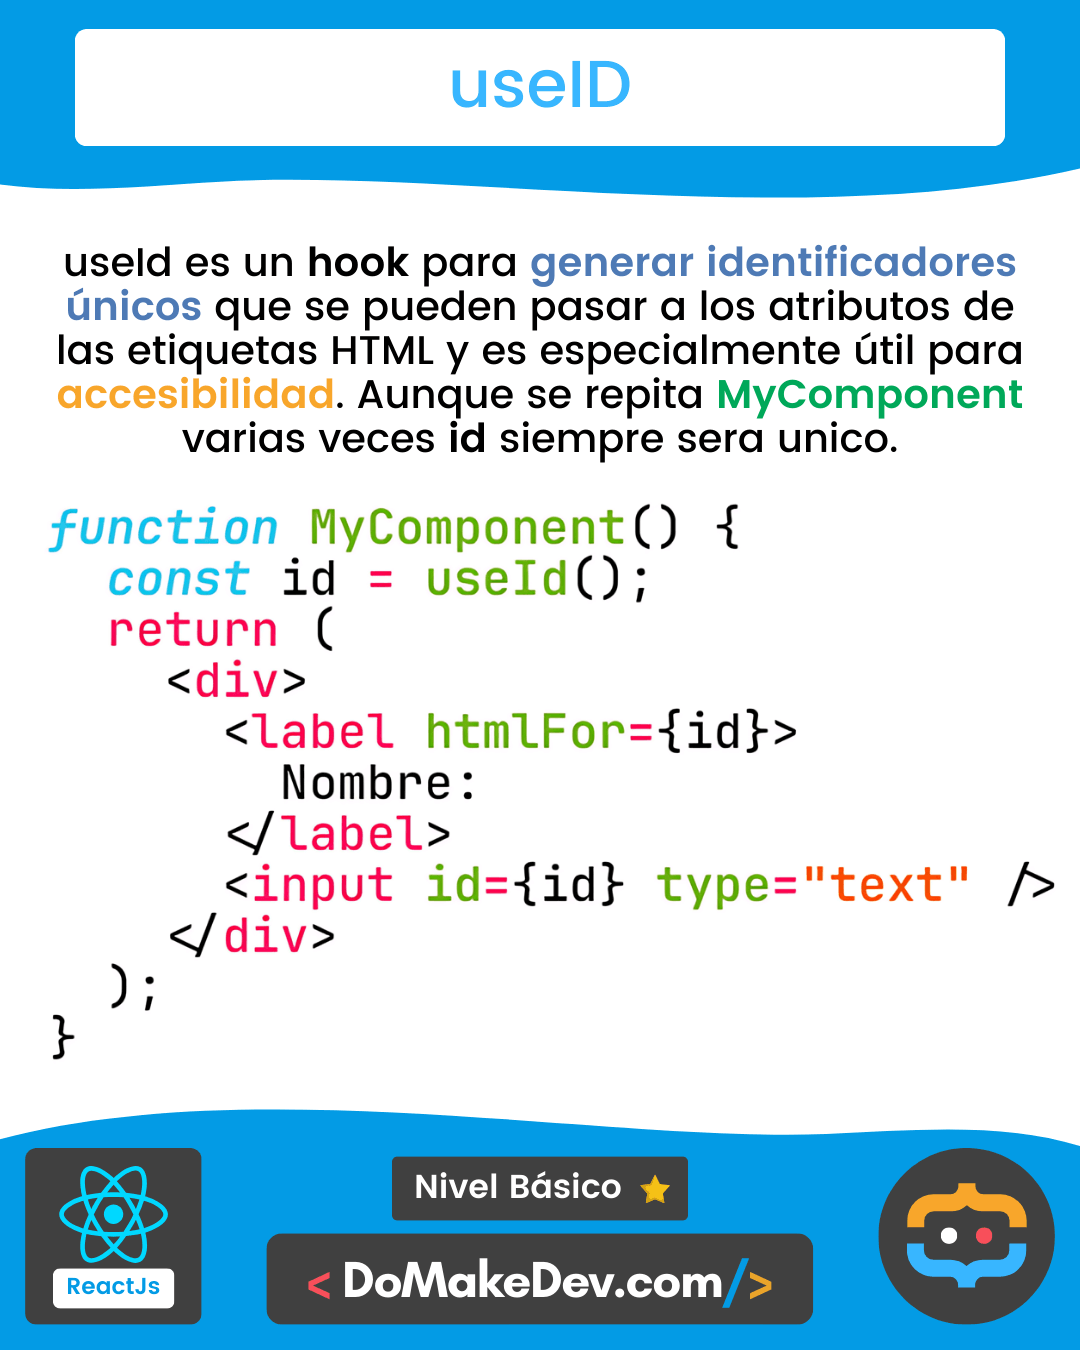 useID
useId es un hook para generar identificadores
únicos que se pueden pasar a los atributos de
las etiquetas HTML y es especialmente útil para
accesibilidad. Aunque se repita MyComponent
varias veces id siempre sera unico.
function MyComponent() {
  const id = useId();
  return (
    <div>
      <label htmlFor={id}>
        Nombre:
      </label>
      <input id={id} type="text" />
    </div>
  );
}
Nivel Básico
ReactJs
< DoMakeDev.com/>